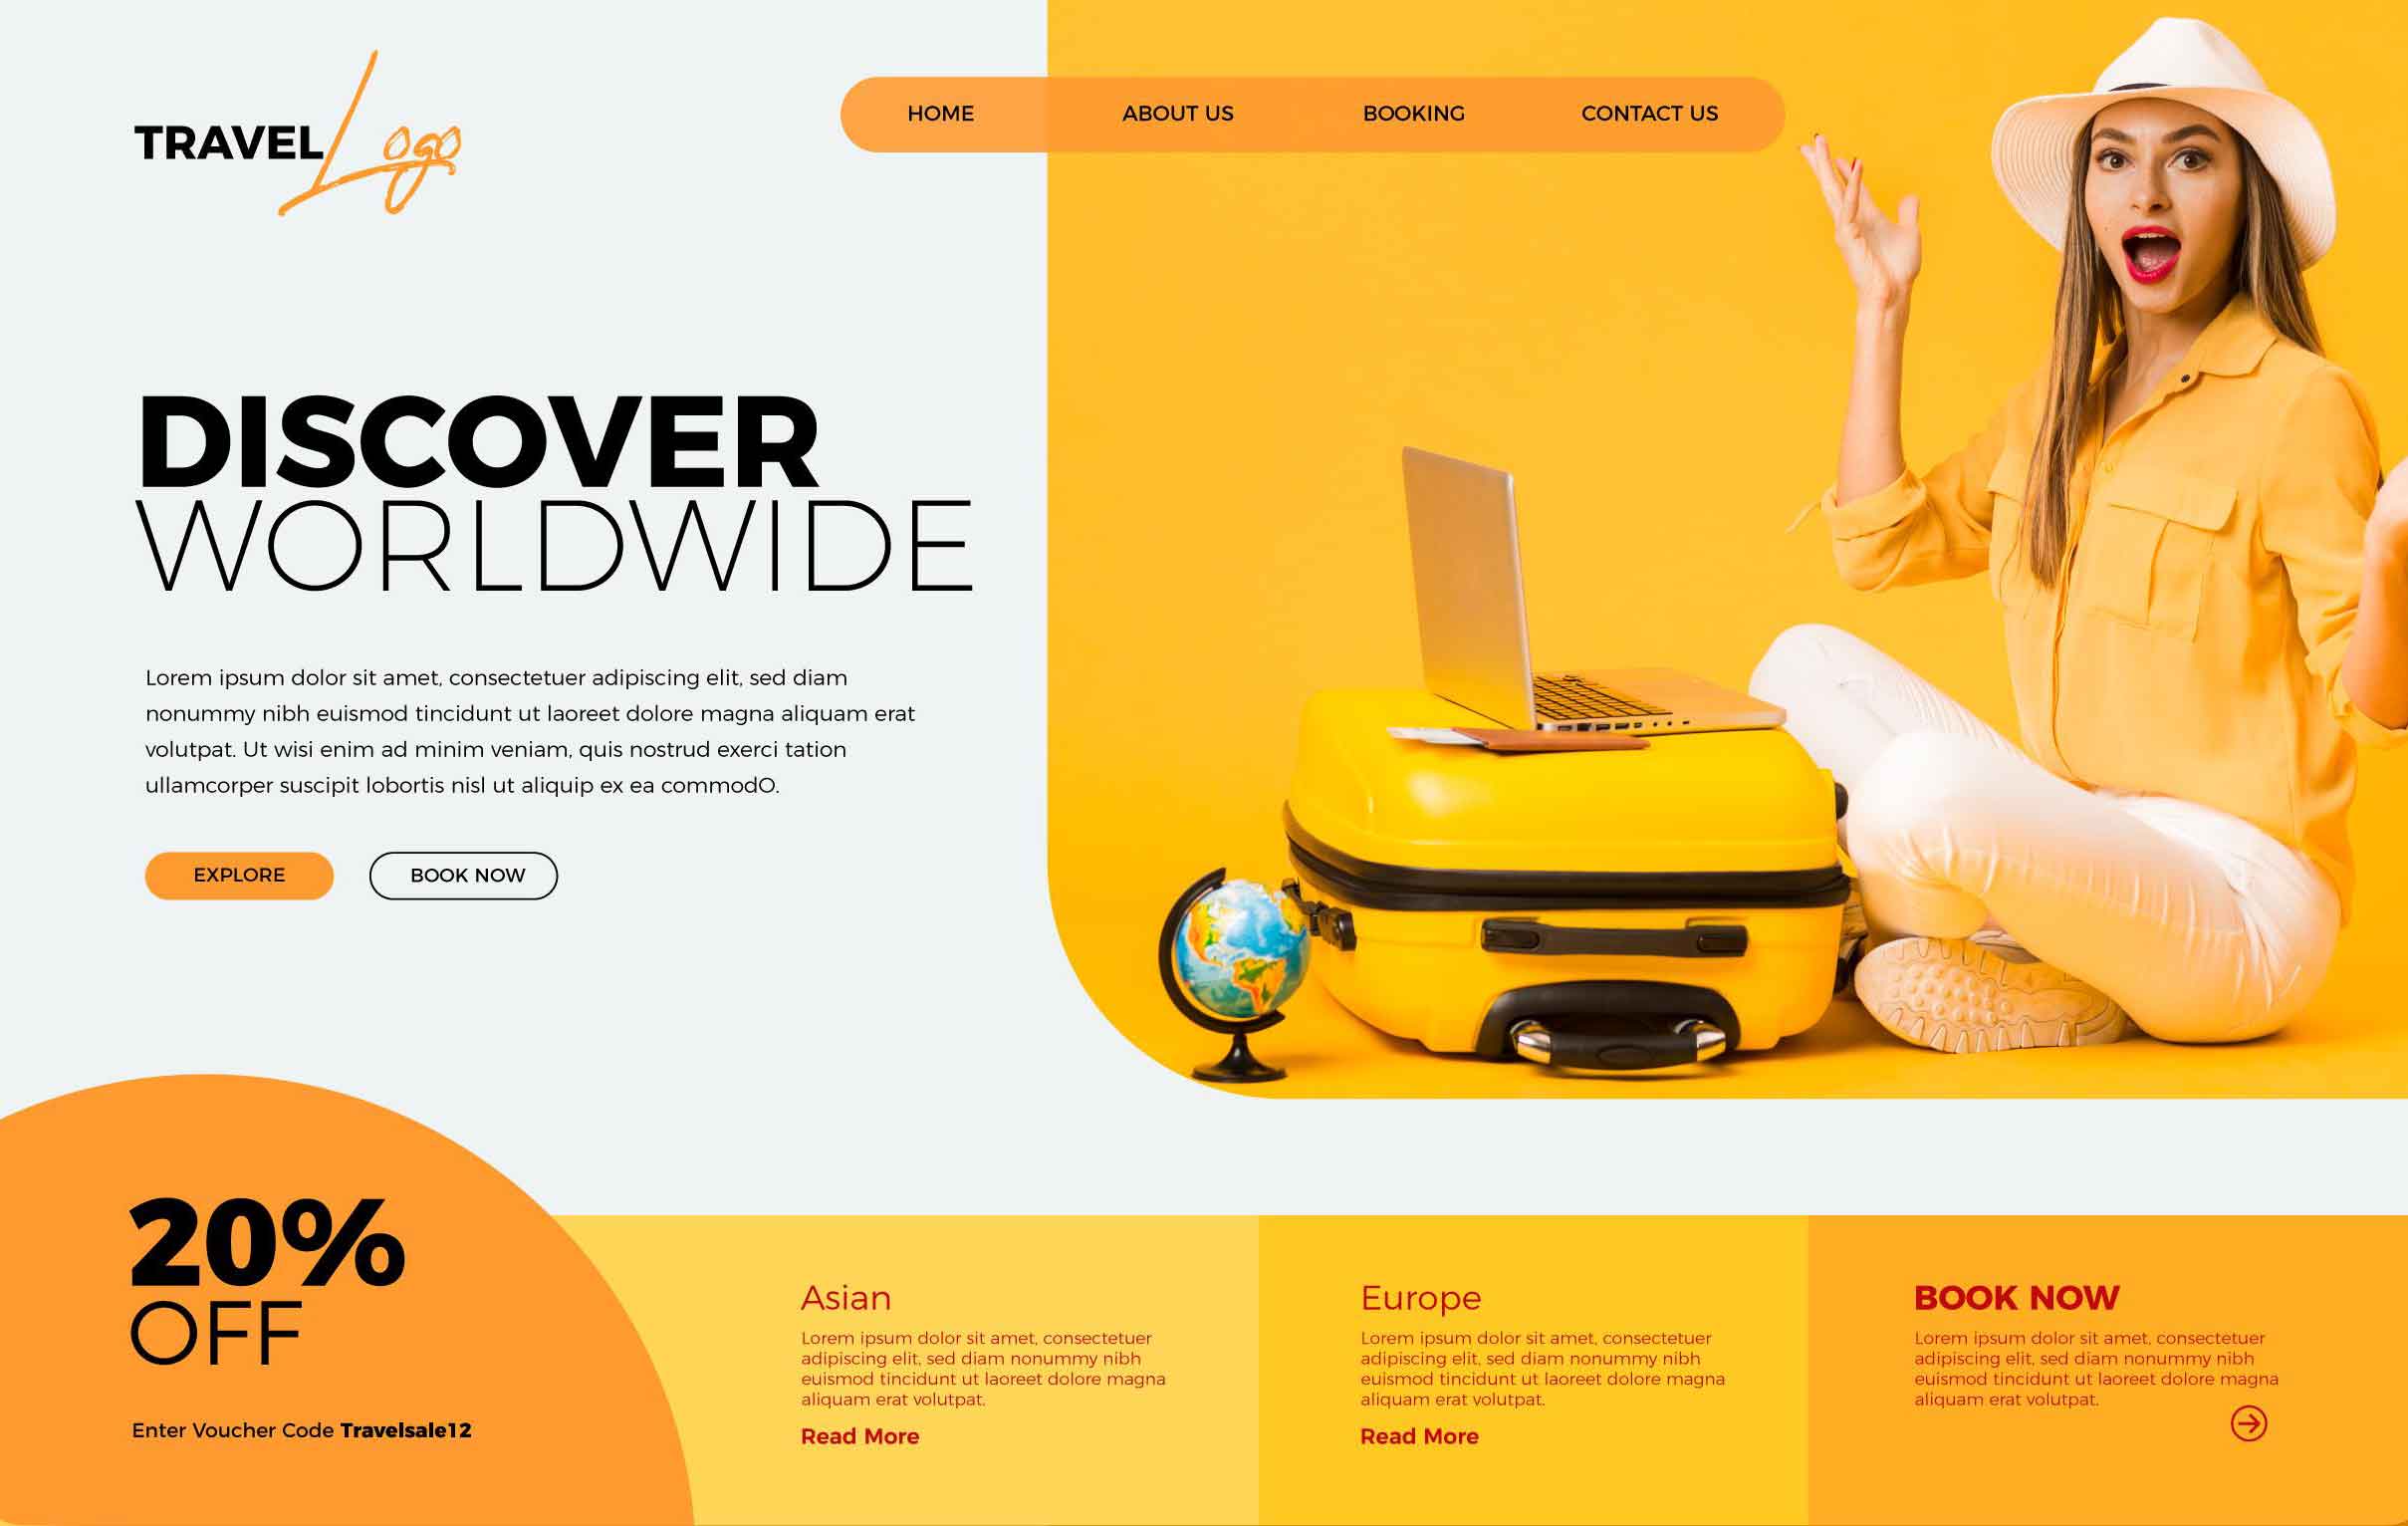 TRAVEL Logo
HOME ABOUT US BOOKING CONTACT US
DISCOVER
WORLDWIDE
Lorem ipsum dolor sit amet, consectetuer adipiscing elit, sed diam
nonummy nibh euismod tincidunt ut laoreet dolore magna aliquam erat
volutpat. Ut wisi enim ad minim veniam, quis nostrud exerci tation
ullamcorper suscipit lobortis nisl ut aliquip ex ea commodO.
EXPLORE BOOK NOW
20%
OFF
Enter Voucher Code Travelsale12
Asian
Lorem ipsum dolor sit amet, consectetuer
adipiscing elit, sed diam nonummy nibh
euismod tincidunt ut laoreet dolore magna
aliquam erat volutpat.
Read More
Europe
Lorem ipsum dolor sit amet, consectetuer
adipiscing elit, sed diam nonummy nibh
euismod tincidunt ut laoreet dolore magna
aliquam erat volutpat.
Read More
BOOK NOW
Lorem ipsum dolor sit amet, consectetuer
adipiscing elit, sed diam nonummy nibh
euismod tincidunt ut laoreet dolore magna
aliquam erat volutpat.